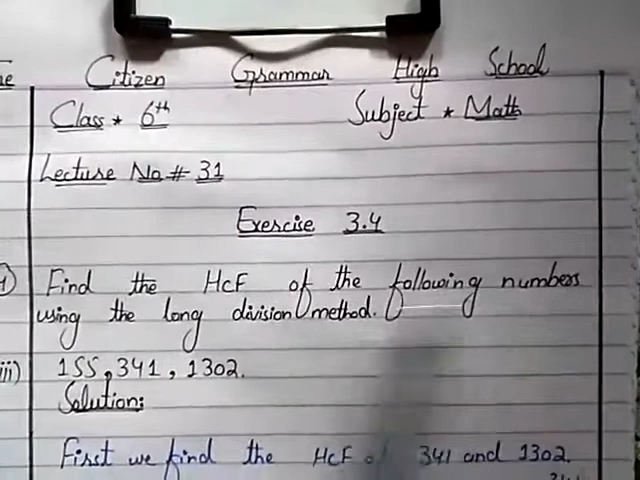 Citizen Grammar High School
Class * 6th Subject * Math
Lecture No # 31
Exercise 3.4
Find the HCF of the following numbers
using the long division method.
iii) 155, 341, 1302.
Solution:
First we find the HCF of 341 and 1302.